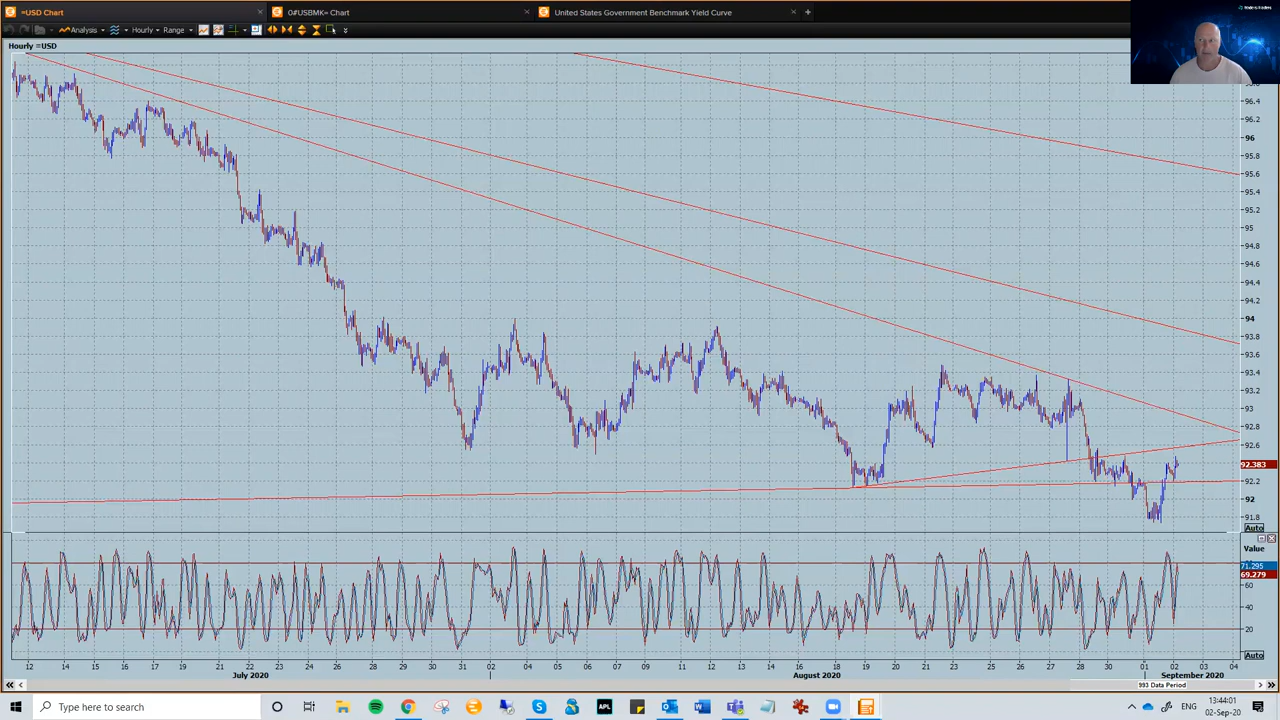 =USD Chart
0#USBMK= Chart
United States Government Benchmark Yield Curve
Analysis
Hourly
Range
Hourly =USD
96.4
96.2
96
95.8
95.6
95.4
95.2
95
94.8
94.6
94.4
94.2
94
93.8
93.6
93.4
93.2
93
92.8
92.6
92.383
92.2
92
91.8
Auto
Value
71.295
69.279
60
40
20
Auto
12 14 15 16 17 19 20 21 22 23 24 26 27 28 29 30 31 02 03 04 05 06 07 09 10 11 12 13 14 16 17 18 19 20 21 23 24 25 26 27 28 30 01 02 03 04
July 2020 August 2020 September 2020
993 Data Period
Type here to search
ENG
13:44:01
02-Sep-20